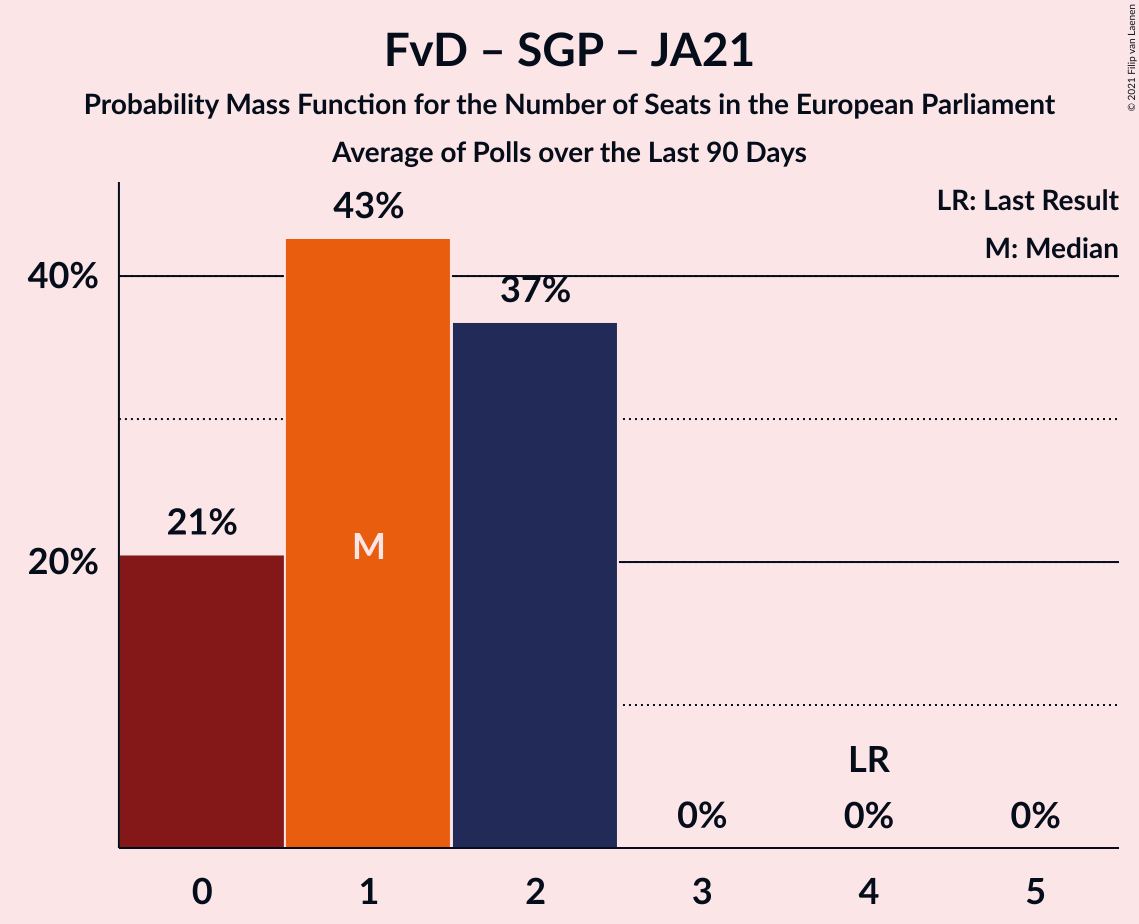 FvD – SGP – JA21
Probability Mass Function for the Number of Seats in the European Parliament
Average of Polls over the Last 90 Days
© 2021 Filip van Laenen
LR: Last Result
M: Median
40%
20%
21%
43%
37%
M
LR
0%
0%
0%
0
1
2
3
4
5